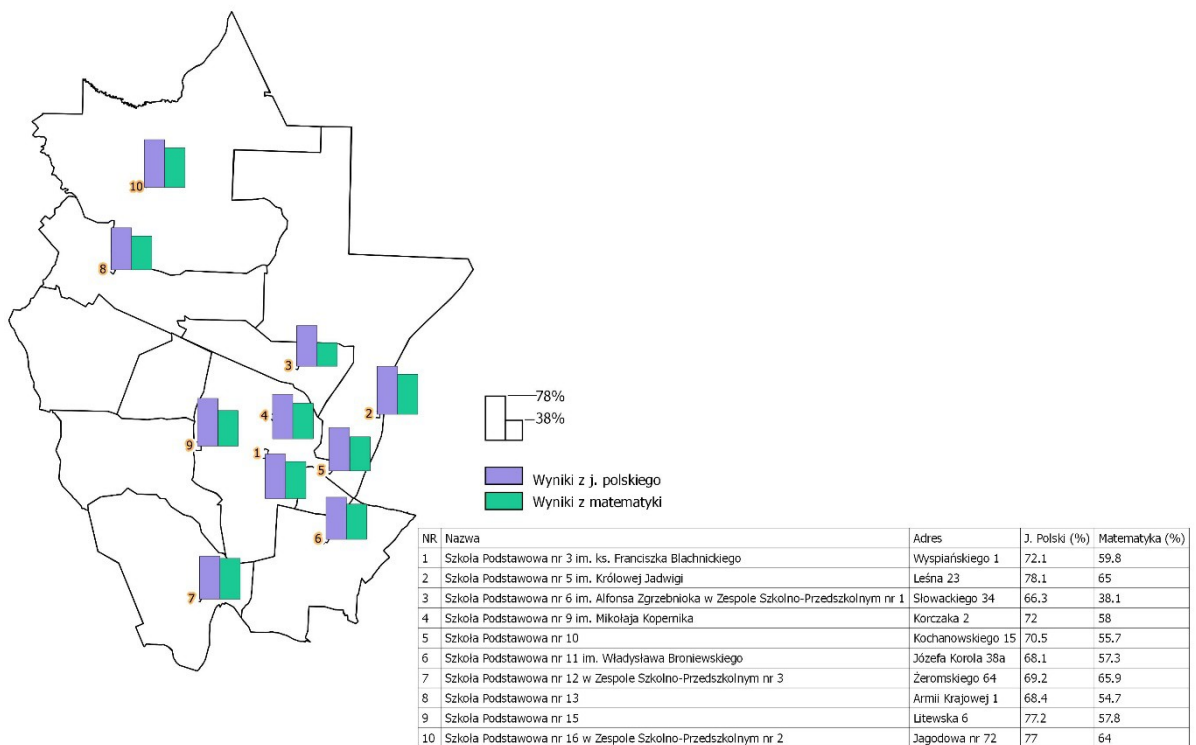 10
8
3
2
4
9
1
5
6
7
78%
38%
Wyniki z j. polskiego
Wyniki z matematyki
NR Nazwa Adres J. Polski (%) Matematyka (%)
1 Szkoła Podstawowa nr 3 im. ks. Franciszka Blachnickiego Wyspiańskiego 1 72.1 59.8
2 Szkoła Podstawowa nr 5 im. Królowej Jadwigi Leśna 23 78.1 65
3 Szkoła Podstawowa nr 6 im. Alfonsa Zgrzebnioka w Zespole Szkolno-Przedszkolnym nr 1 Słowackiego 34 66.3 38.1
4 Szkoła Podstawowa nr 9 im. Mikołaja Kopernika Korczaka 2 72 58
5 Szkoła Podstawowa nr 10 Kochanowskiego 15 70.5 55.7
6 Szkoła Podstawowa nr 11 im. Władysława Broniewskiego Józefa Korola 38a 68.1 57.3
7 Szkoła Podstawowa nr 12 w Zespole Szkolno-Przedszkolnym nr 3 Żeromskiego 64 69.2 65.9
8 Szkoła Podstawowa nr 13 Armii Krajowej 1 68.4 54.7
9 Szkoła Podstawowa nr 15 Litewska 6 77.2 57.8
10 Szkoła Podstawowa nr 16 w Zespole Szkolno-Przedszkolnym nr 2 Jagodowa nr 72 77 64